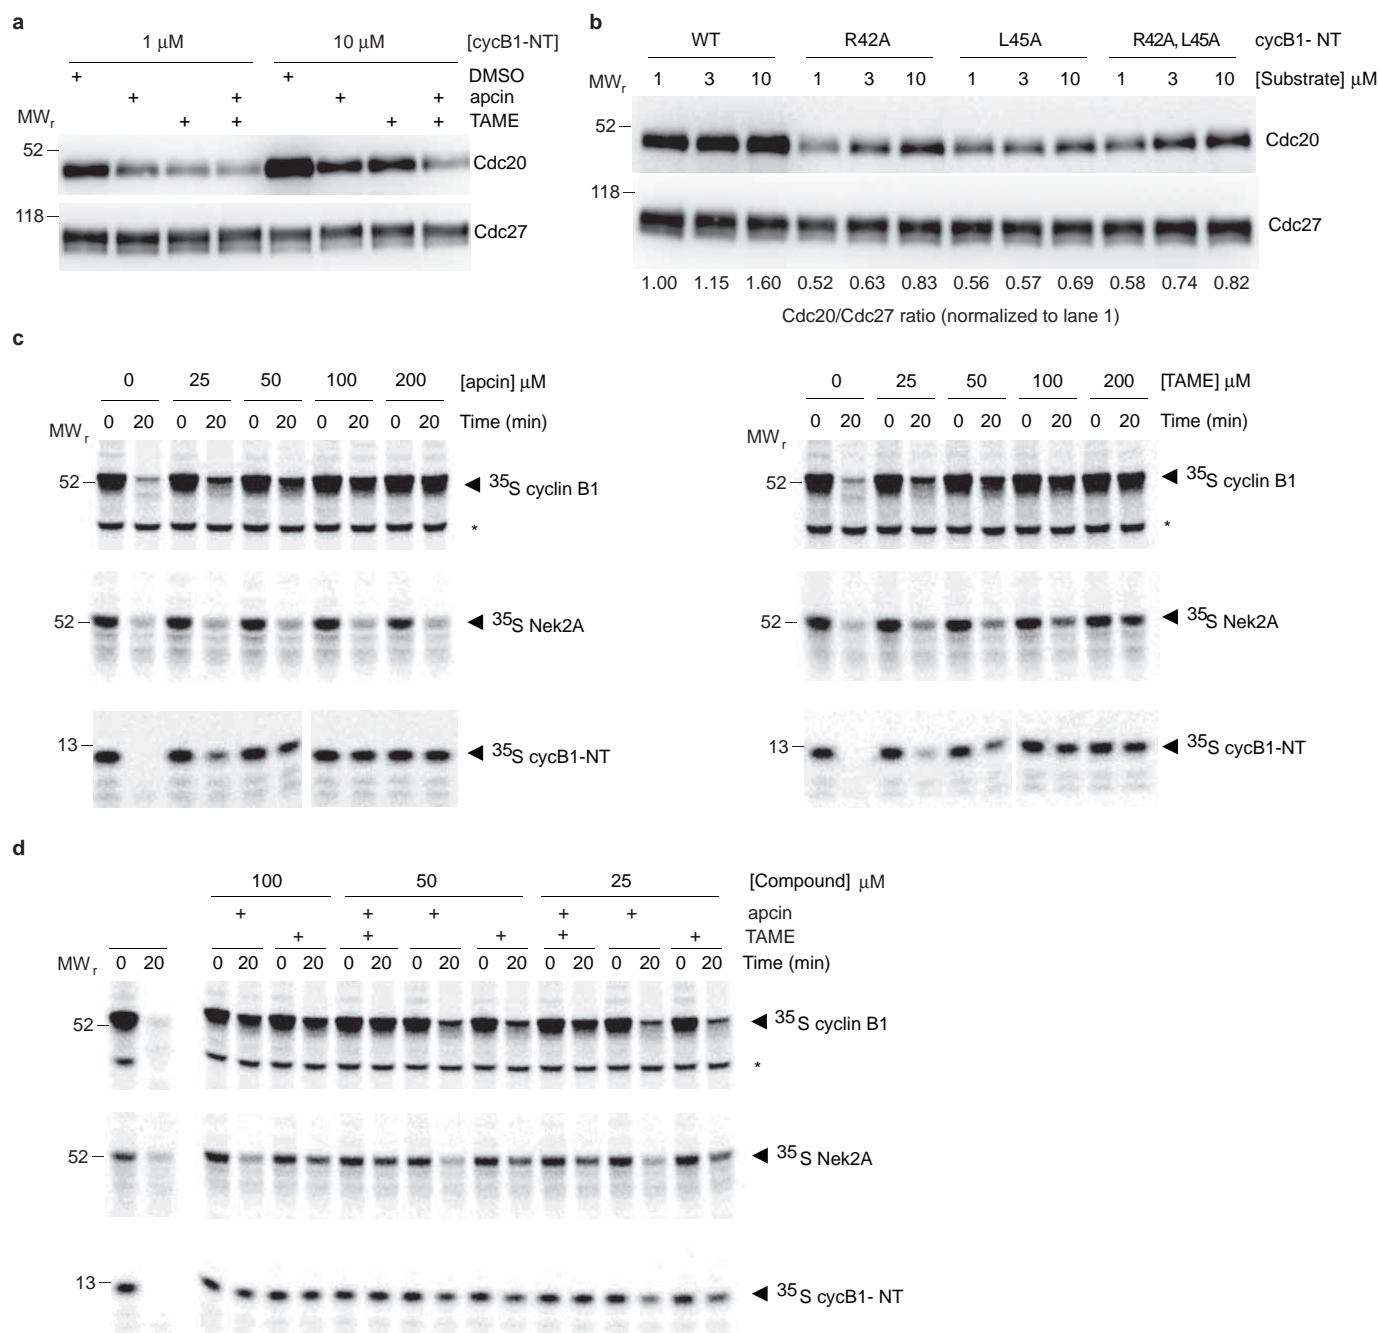 a
1 µM 10 µM [cycB1-NT]
+ + DMSO
+ + + + apcin
+ + + + TAME
MWr
52 Cdc20
118 Cdc27
b
WT R42A L45A R42A, L45A cycB1- NT
1 3 10 1 3 10 1 3 10 1 3 10 [Substrate] µM
MWr
52 Cdc20
118 Cdc27
1.00 1.15 1.60 0.52 0.63 0.83 0.56 0.57 0.69 0.58 0.74 0.82
Cdc20/Cdc27 ratio (normalized to lane 1)
c
0 25 50 100 200 [apcin] µM
0 20 0 20 0 20 0 20 0 20 Time (min)
MWr
52 ◄ 35S cyclin B1
*
52 ◄ 35S Nek2A
13 ◄ 35S cycB1-NT
0 25 50 100 200 [TAME] µM
0 20 0 20 0 20 0 20 0 20 Time (min)
MWr
52 ◄ 35S cyclin B1
*
52 ◄ 35S Nek2A
13 ◄ 35S cycB1-NT
d
100 50 25 [Compound] µM
+ + + + + apcin
+ + + + + TAME
MWr 0 20 0 20 0 20 0 20 0 20 0 20 0 20 0 20 0 20 Time (min)
52 ◄ 35S cyclin B1
*
52 ◄ 35S Nek2A
13 ◄ 35S cycB1- NT